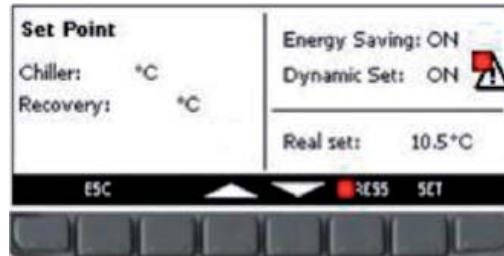 Set Point
Chiller: °C
Recovery: °C
Energy Saving: ON
Dynamic Set: ON
Real set: 10.5°C
ESC SET